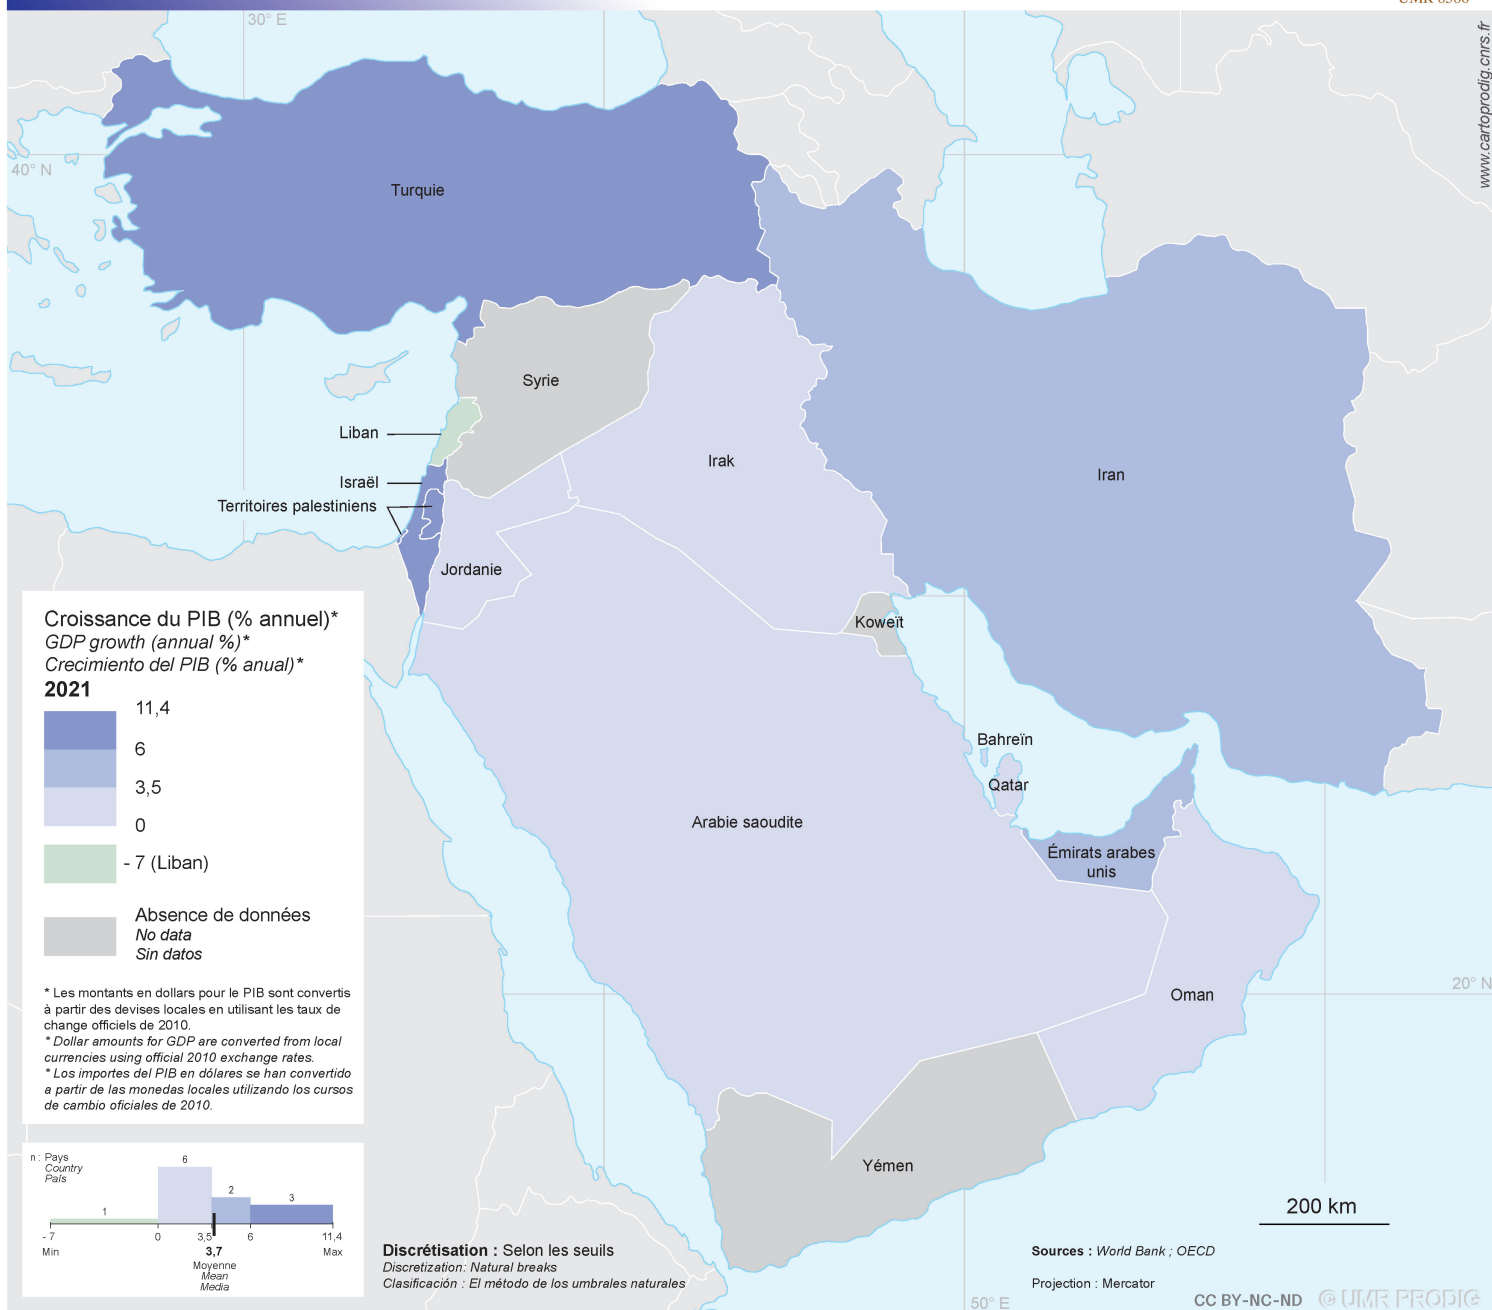 30° E
www.cartoprodig.cnrs.fr
40° N
Turquie
Syrie
Liban
Irak
Iran
Israël
Territoires palestiniens
Jordanie
Koweït
Bahreïn
Qatar
Arabie saoudite
Émirats arabes
unis
Oman
20° N
Yémen
Croissance du PIB (% annuel)*
GDP growth (annual %)*
Crecimiento del PIB (% anual)*
2021
11,4
6
3,5
0
- 7 (Liban)
Absence de données
No data
Sin datos
* Les montants en dollars pour le PIB sont convertis
à partir des devises locales en utilisant les taux de
change officiels de 2010.
* Dollar amounts for GDP are converted from local
currencies using official 2010 exchange rates.
* Los importes del PIB en dólares se han convertido
a partir de las monedas locales utilizando los cursos
de cambio oficiales de 2010.
n : Pays
Country
País
6
2
3
1
- 7 0 3,5 6 11,4
Min 3,7 Max
Moyenne
Mean
Media
Discrétisation : Selon les seuils
Discretization: Natural breaks
Clasificación : El método de los umbrales naturales
200 km
Sources : World Bank ; OECD
Projection : Mercator
50° E
CC BY-NC-ND © UMR PRODIG